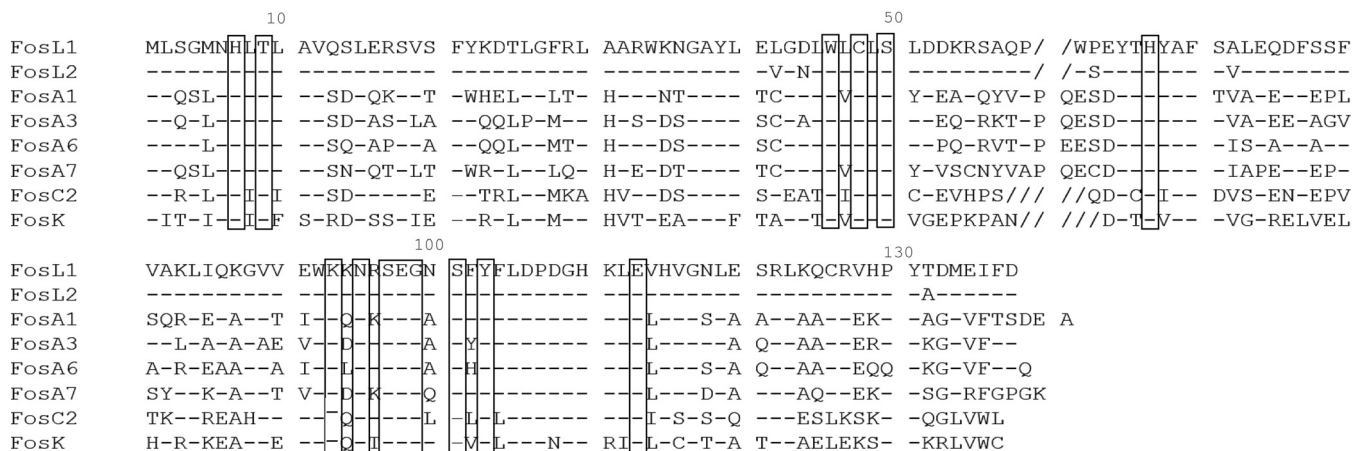 10 50
FosL1 MLSGMNHLTL AVQSLERSVS FYKDTLGFRL AARWKNGAYL ELGDLWLCLS LDDKRSAQP/ /WPEYTHYAF SALEQDFSSF
FosL2 ---------- ---------- ---------- ---------- -V-N------ ---------/ /-S------- -V--------
FosA1 --QSL----- --SD-QK--T -WHEL--LT- H---NT---- TC----V--- Y-EA-QYV-P QESD------ TVA-E--EPL
FosA3 --Q-L----- --SD-AS-LA -QQLP-M--- H-S-DS---- SC-A------ --EQ-RKT-P QESD------ -VA-EE-AGV
FosA6 ----L----- --SQ-AP--A -QQL--MT-- H---DS---- SC-------- --PQ-RVT-P EESD------ -IS-A--A--
FosA7 --QSL----- --SN-QT-LT -WR-L--LQ- H-E-DT---- TC----V--- Y-VSCNYVAP QECD------ -IAPE--EP-
FosC2 --R-L--I-I --SD-----E --TRL--MKA HV--DS---- S-EAT-I--- C-EVHPS/// //QD-C-I-- DVS-EN-EPV
FosK -IT-I--I-F S-RD-SS-IE --R-L--M-- HVT-EA---F TA--T-V--- VGEPKPAN// ///D-T-V-- -VG-RELVEL
100 130
FosL1 VAKLIQKGVV EWKKNRSEGN SFYFLDPDGH KLEVHVGNLE SRLKQCRVHP YTDMEIFD
FosL2 ---------- ---------- ---------- ---------- ---------- -A------
FosA1 SQR-E-A--T I--Q-K---A ---------- ---L---S-A A--AA--EK- -AG-VFTSDE A
FosA3 --L-A-A-AE V--D-----A -Y-------- ---L-----A Q--AA--ER- -KG-VF--
FosA6 A-R-EAA--A I--L-----A -H-------- ---L---S-A Q--AA--EQQ -KG-VF-Q
FosA7 SY--K-A--T V--D-K---Q ---------- ---L---D-A A--AQ--EK- -SG-RFGPGK
FosC2 TK--REAH-- ---Q-----L -L-L------ ---I-S-S-Q --ESLKSK-- -QGLVWL
FosK H-R-KEA--E ---Q-I---- -V-L---N-- RI-L-C-T-A T--AELEKS- -KRLVWC